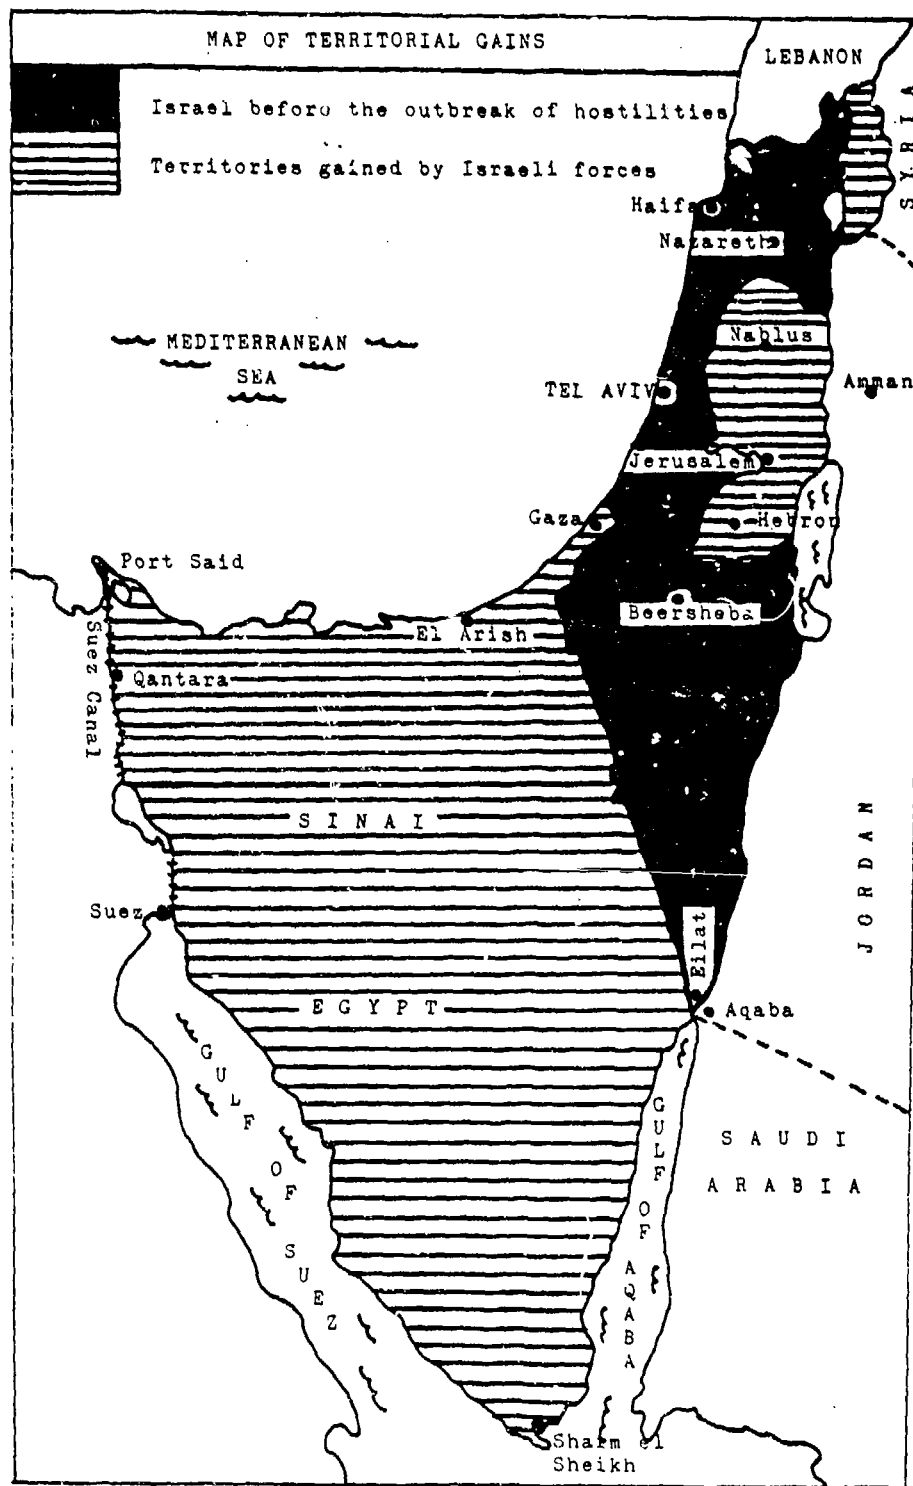 MAP OF TERRITORIAL GAINS
LEBANON
Israel before the outbreak of hostilities
Territories gained by Israeli forces
SYRIA
Haifa
Nazareth
MEDITERRANEAN
SEA
Nablus
TEL AVIV
Amman
Jerusalem
Gaza
Hebron
Port Said
Beersheba
El Arish
Suez Canal
Qantara
SINAI
JORDAN
Suez
Eilat
EGYPT
Aqaba
GULF OF SUEZ
GULF OF AQABA
SAUDI
ARABIA
Sharm el
Sheikh